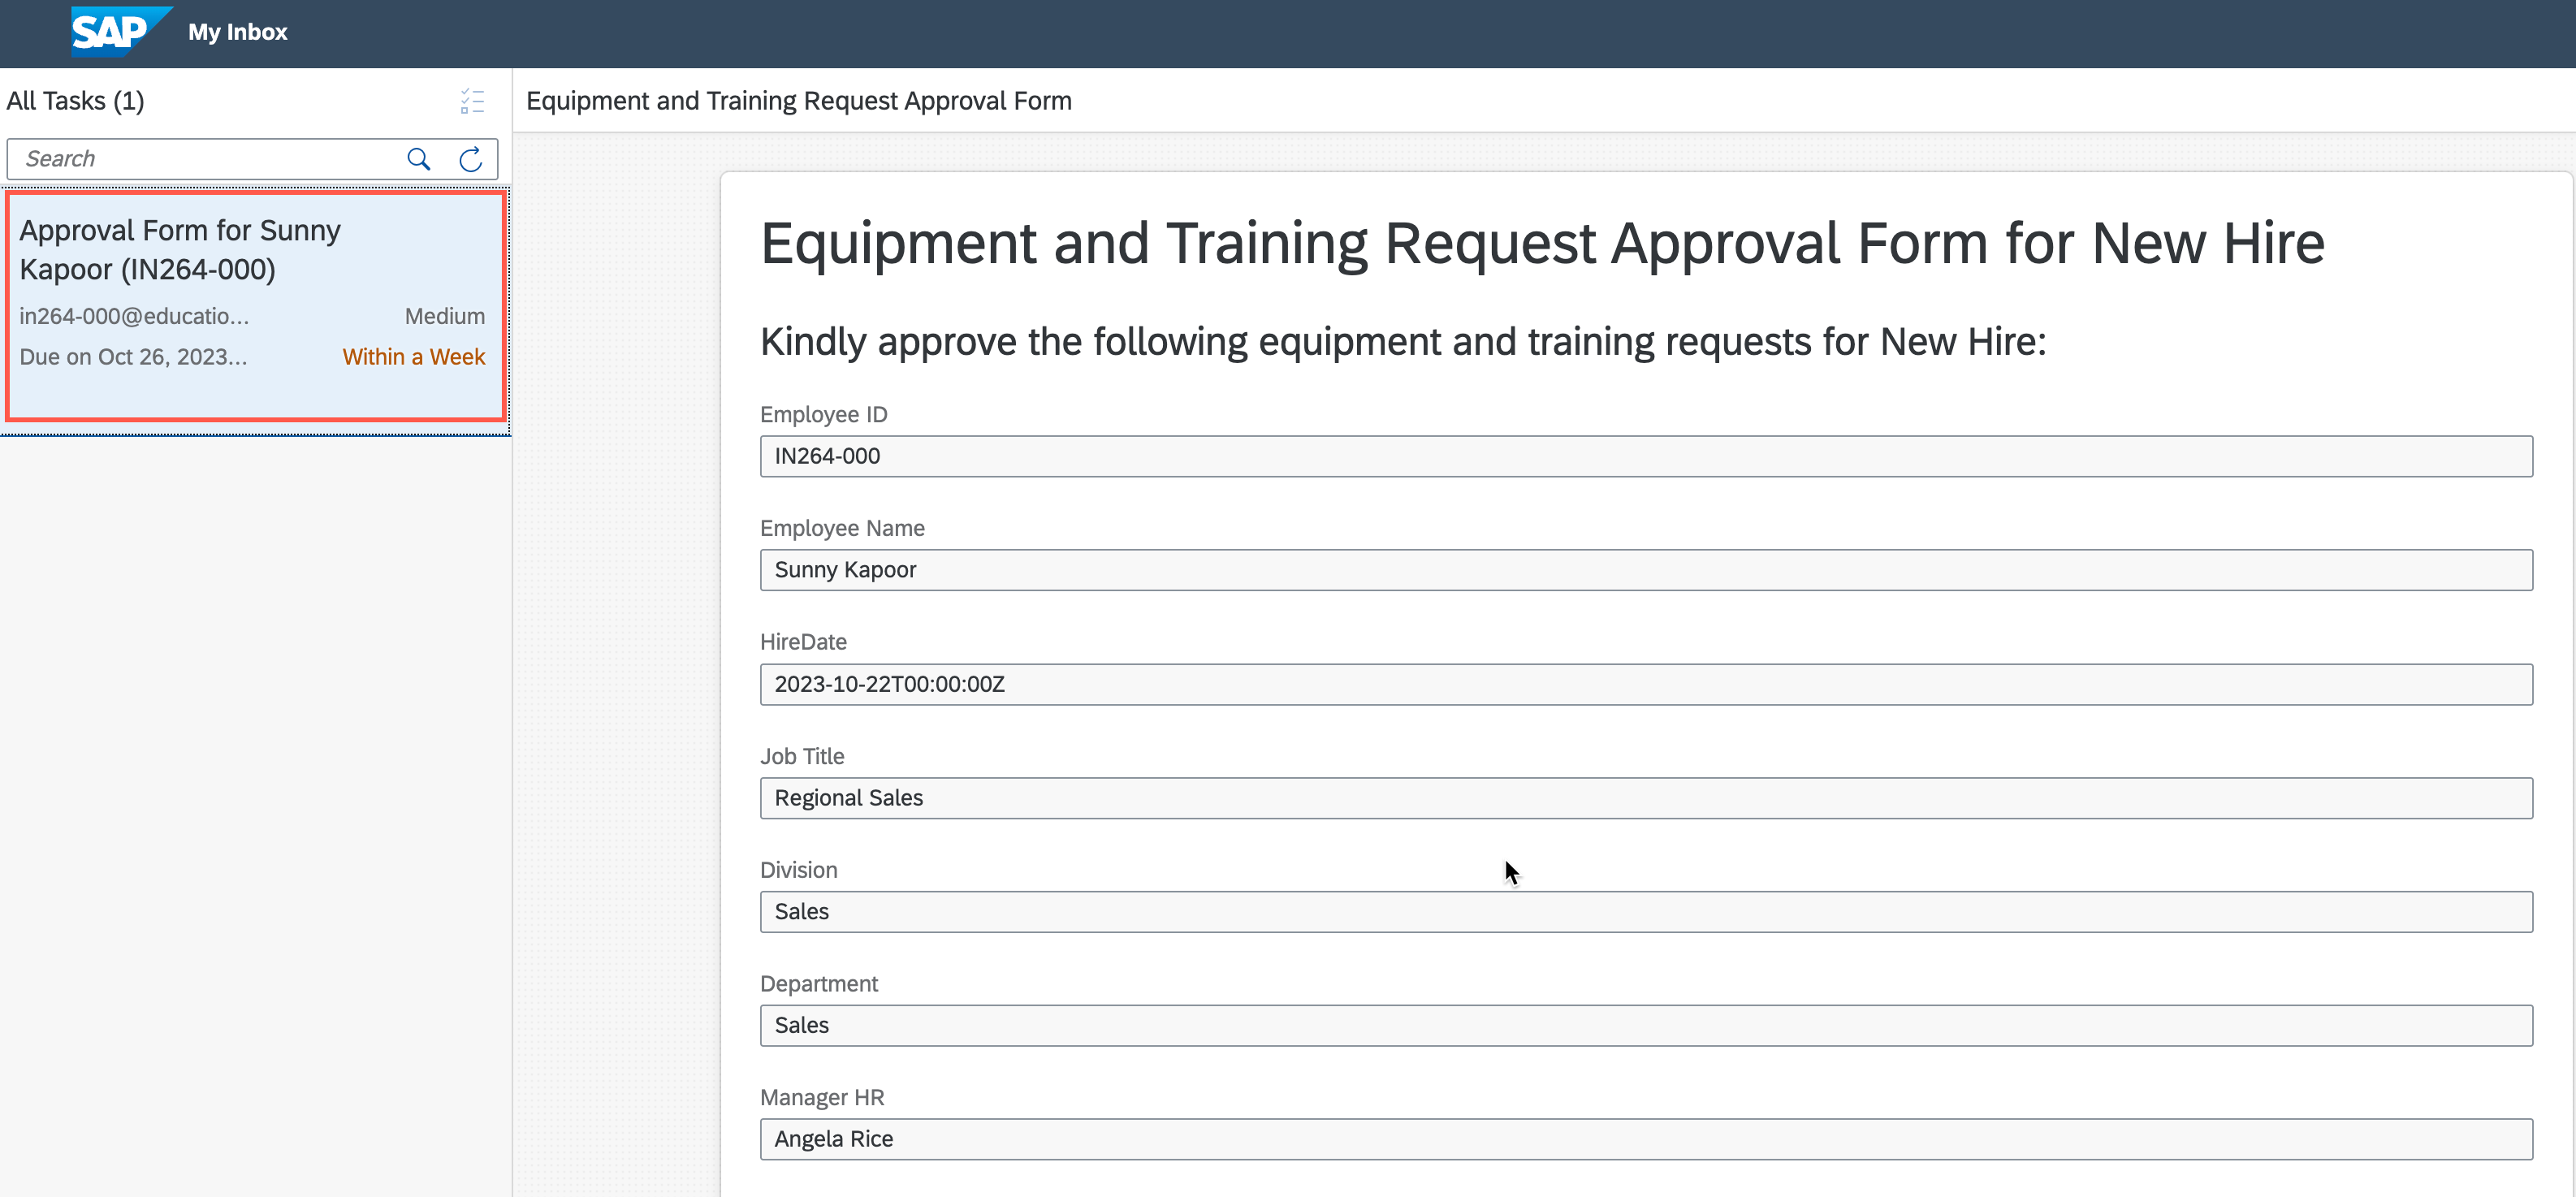 SAP My Inbox
All Tasks (1)
Search
Approval Form for Sunny
Kapoor (IN264-000)
in264-000@educatio... Medium
Due on Oct 26, 2023... Within a Week
Equipment and Training Request Approval Form
Equipment and Training Request Approval Form for New Hire
Kindly approve the following equipment and training requests for New Hire:
Employee ID
IN264-000
Employee Name
Sunny Kapoor
HireDate
2023-10-22T00:00:00Z
Job Title
Regional Sales
Division
Sales
Department
Sales
Manager HR
Angela Rice